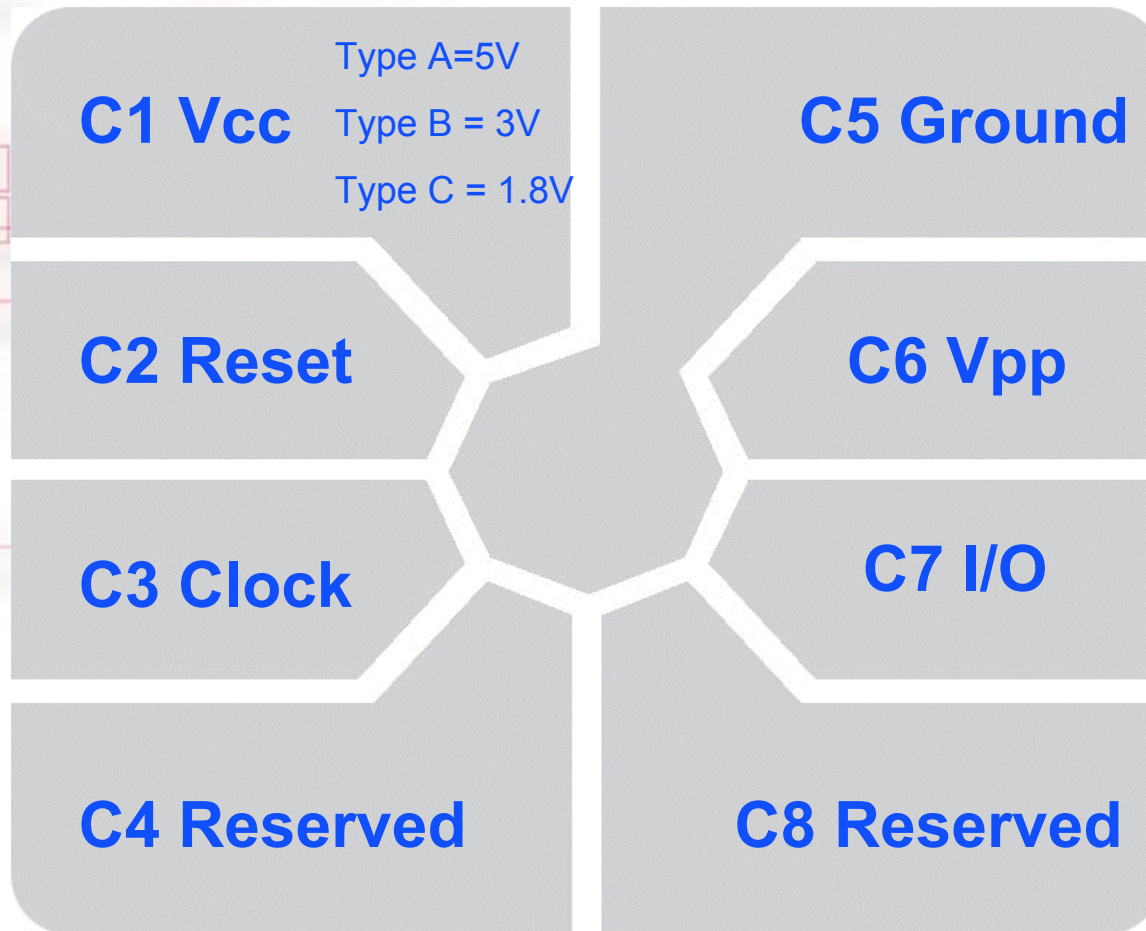 C1 Vcc
Type A=5V
Type B = 3V
Type C = 1.8V
C5 Ground
C2 Reset
C6 Vpp
C3 Clock
C7 I/O
C4 Reserved
C8 Reserved